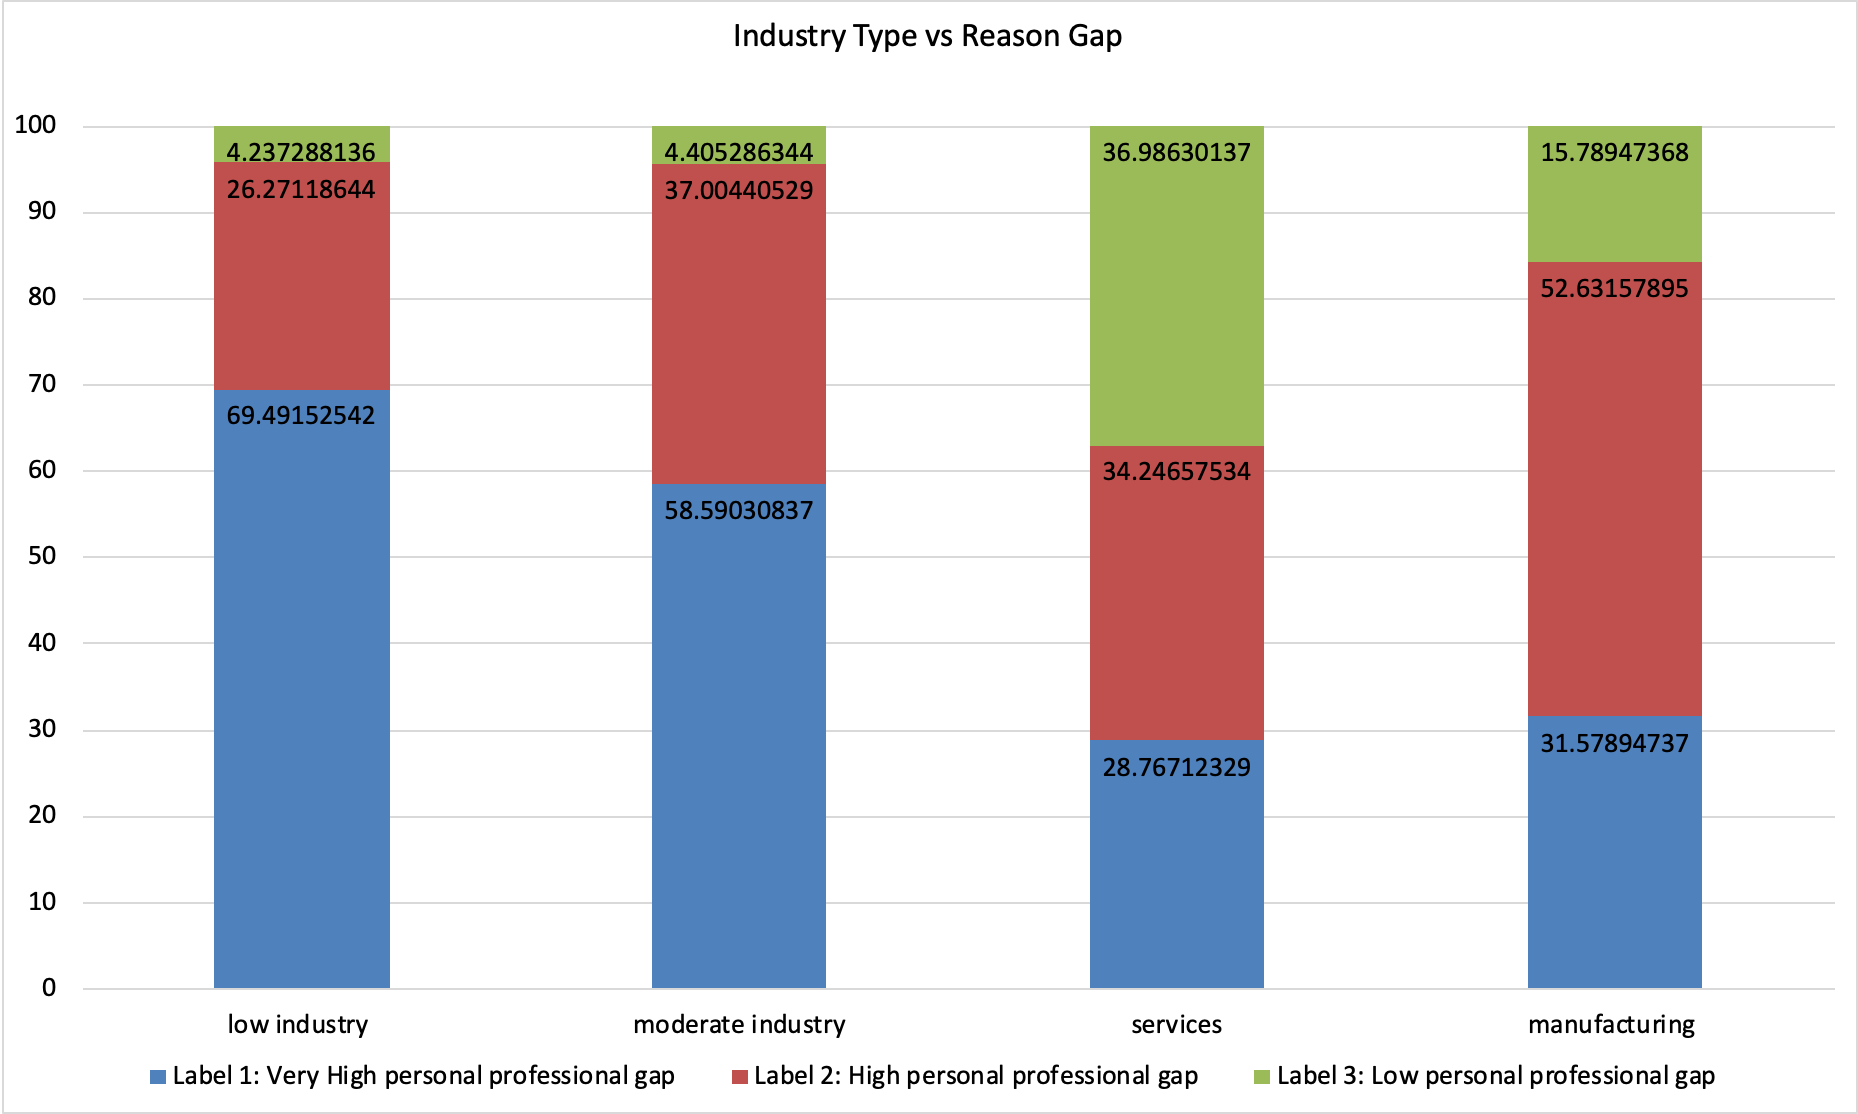 Industry Type vs Reason Gap
100
90
80
70
60
50
40
30
20
10
0
4.237288136
26.27118644
69.49152542
4.405286344
37.00440529
58.59030837
36.98630137
34.24657534
28.76712329
15.78947368
52.63157895
31.57894737
low industry
moderate industry
services
manufacturing
Label 1: Very High personal professional gap
Label 2: High personal professional gap
Label 3: Low personal professional gap